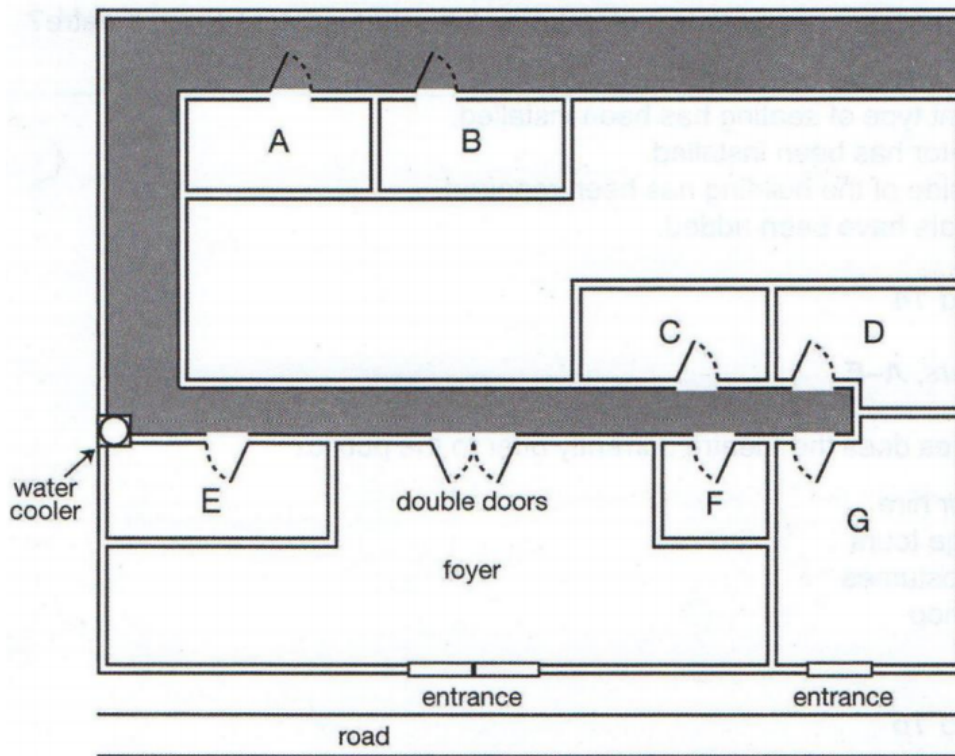 A
B
C
D
water
cooler
E
double doors
F
G
foyer
entrance
entrance
road